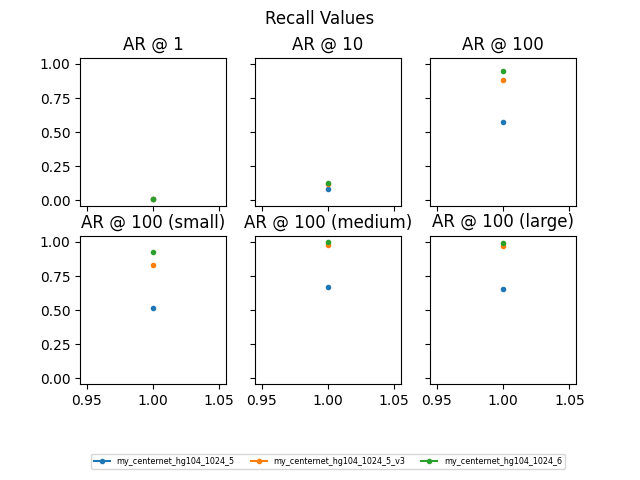 Recall Values
AR @ 1
AR @ 10
AR @ 100
1.00
0.75
0.50
0.25
0.00
AR @ 100 (small)
AR @ 100 (medium)
AR @ 100 (large)
1.00
0.75
0.50
0.25
0.00
0.95 1.00 1.05
0.95 1.00 1.05
0.95 1.00 1.05
my_centernet_hg104_1024_5
my_centernet_hg104_1024_5_v3
my_centernet_hg104_1024_6